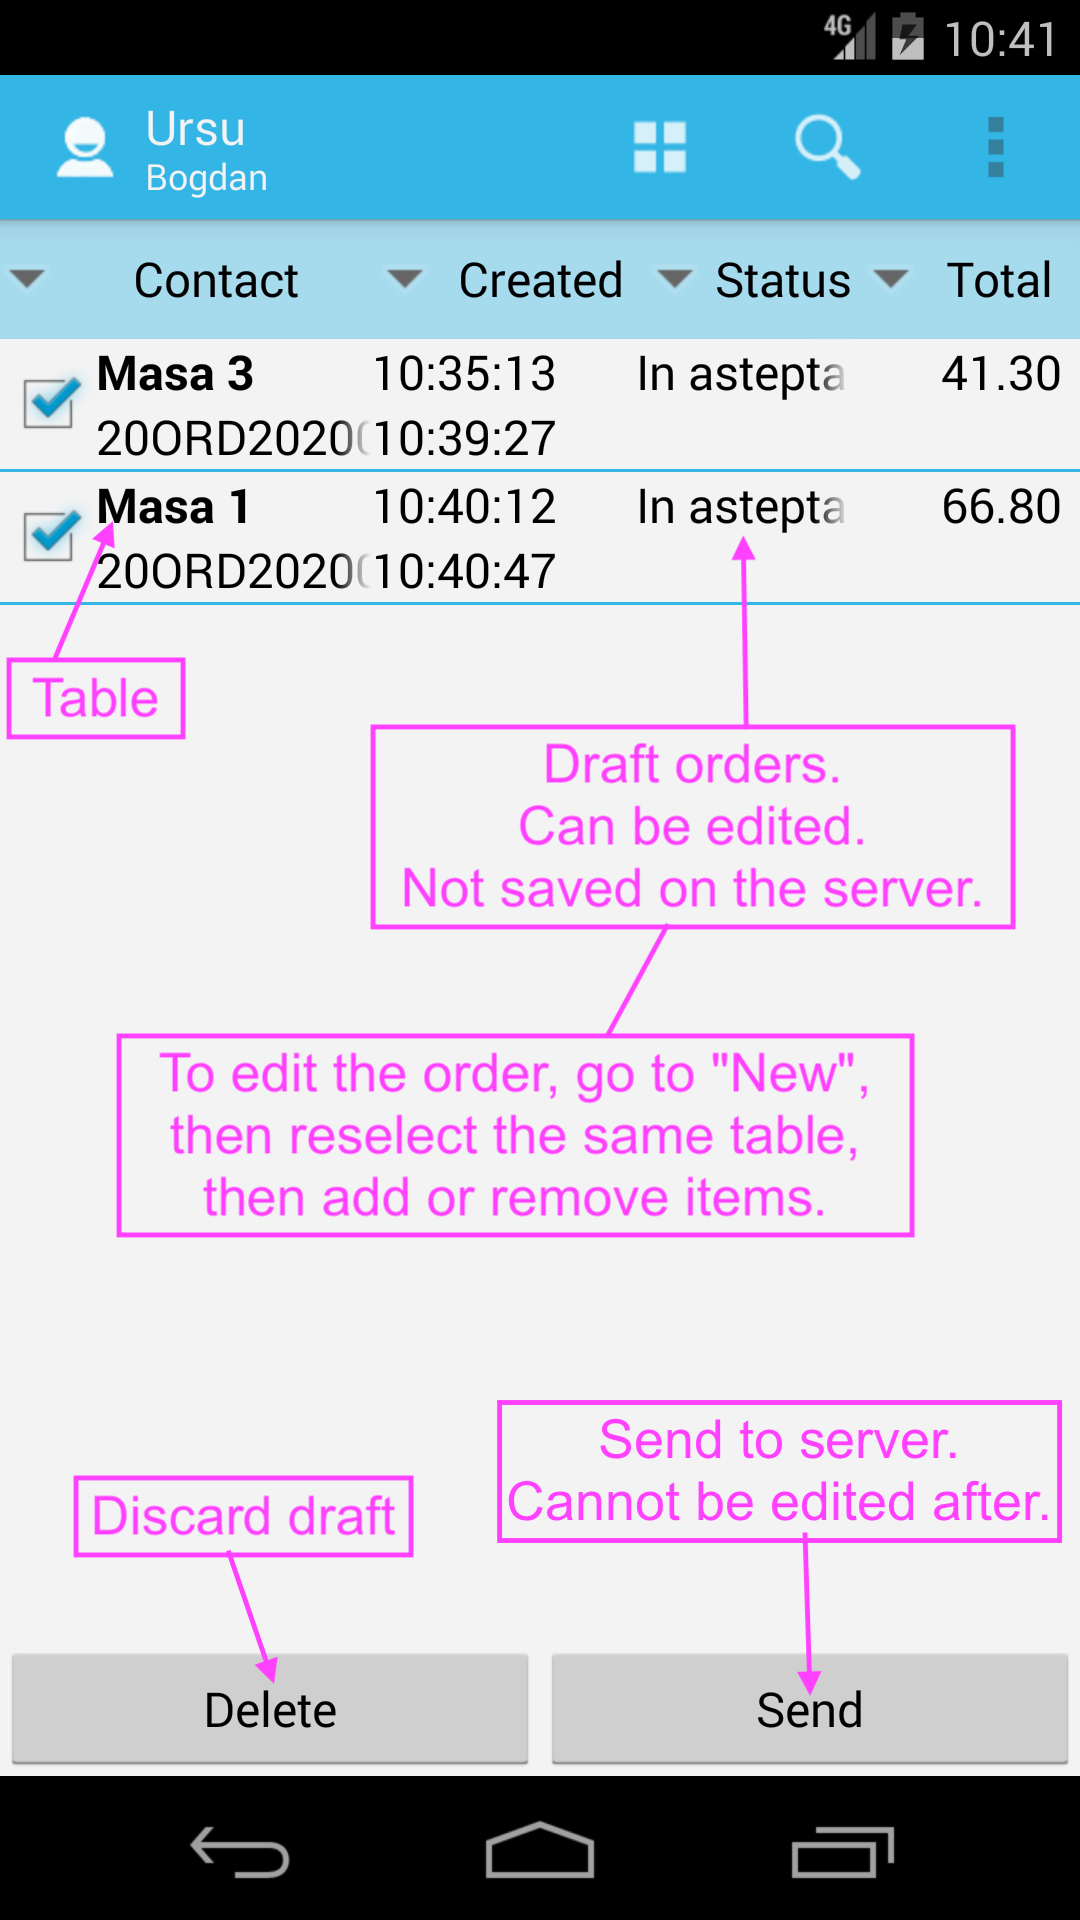 4G 10:41
Ursu
Bogdan
Contact Created Status Total
Masa 3 10:35:13 In astepta 41.30
20ORD2020 10:39:27
Masa 1 10:40:12 In astepta 66.80
20ORD2020 10:40:47
Table
Draft orders.
Can be edited.
Not saved on the server.
To edit the order, go to "New",
then reselect the same table,
then add or remove items.
Send to server.
Cannot be edited after.
Discard draft
Delete Send